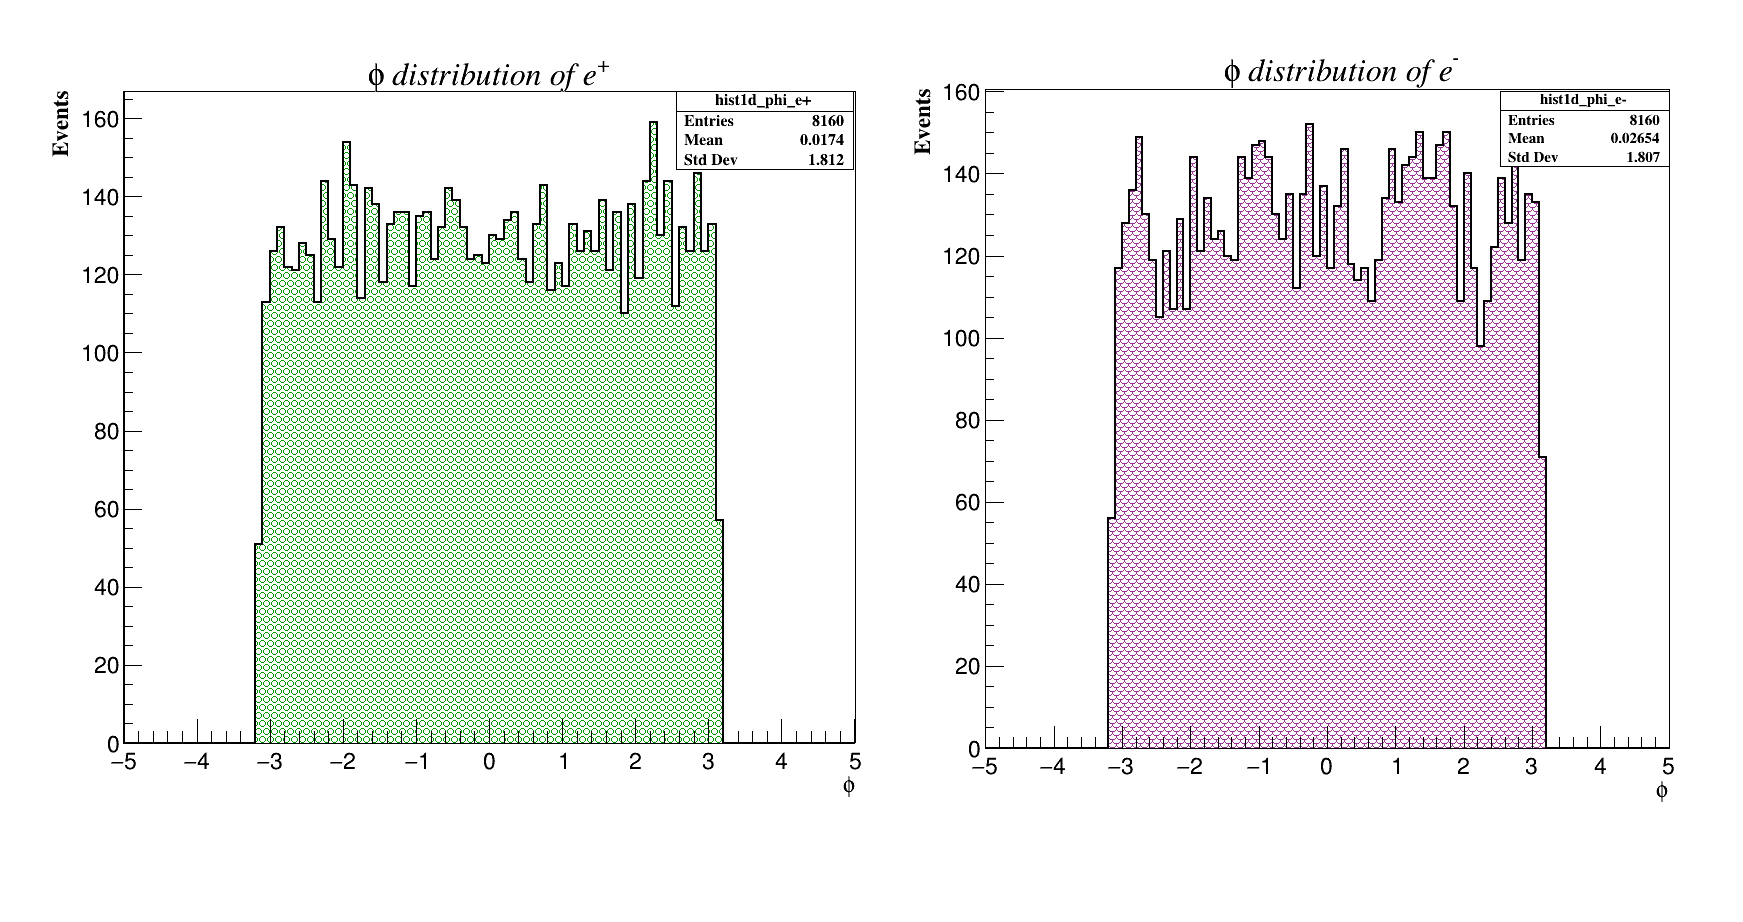 ϕ distribution of e+
Events
hist1d_phi_e+
Entries 8160
Mean 0.0174
Std Dev 1.812
160
140
120
100
80
60
40
20
0
−5 −4 −3 −2 −1 0 1 2 3 4 5
ϕ
ϕ distribution of e-
Events
hist1d_phi_e-
Entries 8160
Mean 0.02654
Std Dev 1.807
160
140
120
100
80
60
40
20
0
−5 −4 −3 −2 −1 0 1 2 3 4 5
ϕ